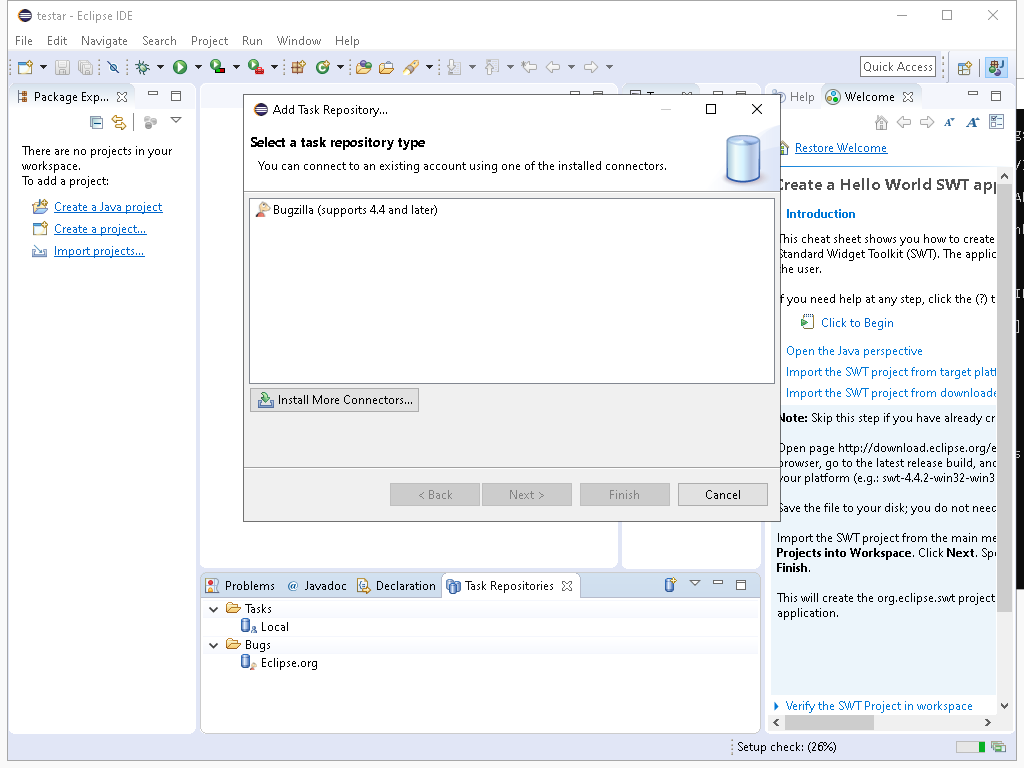 testar - Eclipse IDE
File Edit Navigate Search Project Run Window Help
Quick Access
Package Exp...
There are no projects in your
workspace.
To add a project:
Create a Java project
Create a project...
Import projects...
Add Task Repository...
Select a task repository type
You can connect to an existing account using one of the installed connectors.
Bugzilla (supports 4.4 and later)
Install More Connectors...
< Back Next > Finish Cancel
Help Welcome
Restore Welcome
Create a Hello World SWT app
Introduction
This cheat sheet shows you how to create
Standard Widget Toolkit (SWT). The applic
the user.
If you need help at any step, click the (?) t
Click to Begin
Open the Java perspective
Import the SWT project from target platf
Import the SWT project from downloade
Note: Skip this step if you have already cr
Open page http://download.eclipse.org/e
browser, go to the latest release build, and
your platform (e.g.: swt-4.4.2-win32-win3
Save the file to your disk; you do not need
Import the SWT project from the main me
Projects into Workspace. Click Next. Spe
Finish.
This will create the org.eclipse.swt project
application.
Verify the SWT Project in workspace
Problems @ Javadoc Declaration Task Repositories
Tasks
Local
Bugs
Eclipse.org
Setup check: (26%)